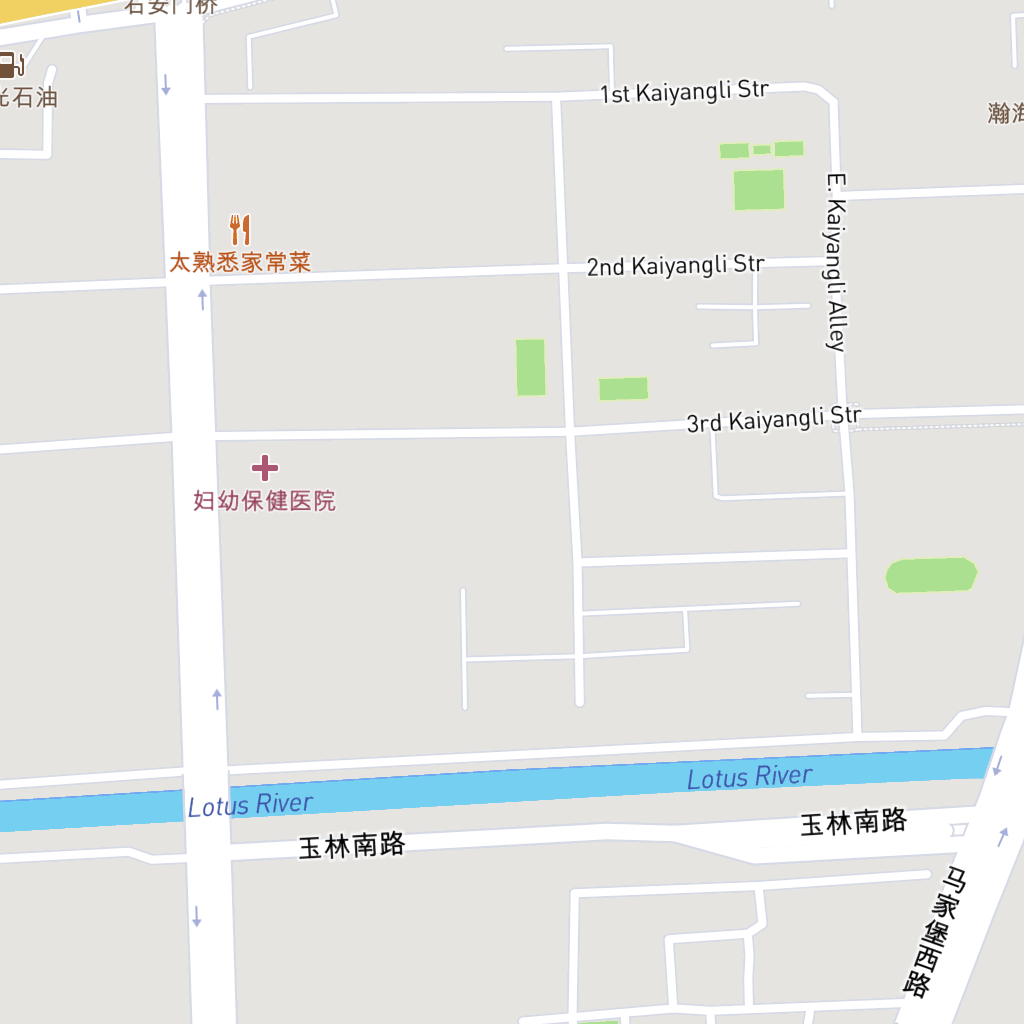 右安门桥
光石油
1st Kaiyangli Str
瀚海
E. Kaiyangli Alley
太熟悉家常菜
2nd Kaiyangli Str
3rd Kaiyangli Str
妇幼保健医院
Lotus River
Lotus River
玉林南路
玉林南路
马家堡西路